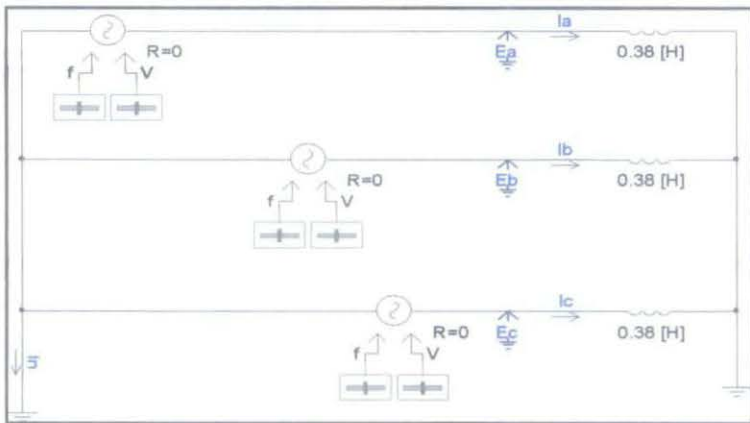 Ia
R=0
Ea
0.38 [H]
f
V
Ib
R=0
Eb
0.38 [H]
f
V
Ic
R=0
Ec
0.38 [H]
f
V
In